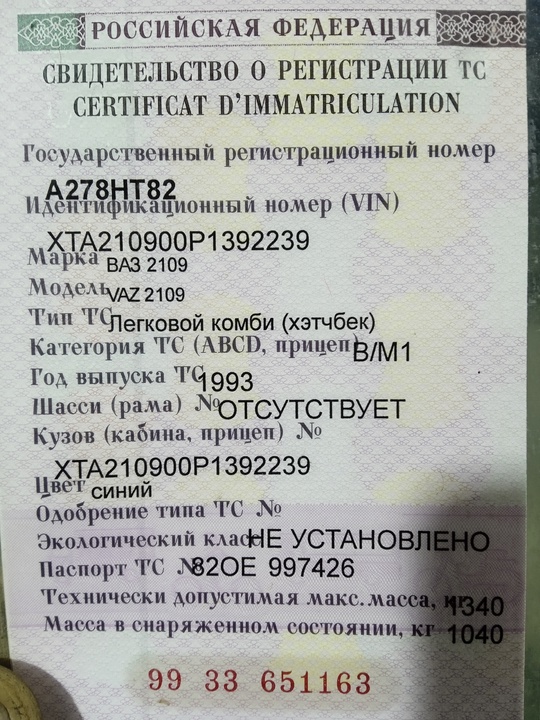 РОССИЙСКАЯ ФЕДЕРАЦИЯ
СВИДЕТЕЛЬСТВО О РЕГИСТРАЦИИ ТС
CERTIFICAT D'IMMATRICULATION
Государственный регистрационный номер
А278НТ82
Идентификационный номер (VIN)
XTA210900P1392239
Марка ВАЗ 2109
Модель VAZ 2109
Тип ТС Легковой комби (хэтчбек)
Категория ТС (ABCD, прицеп) B/M1
Год выпуска ТС 1993
Шасси (рама) № ОТСУТСТВУЕТ
Кузов (кабина, прицеп) №
XTA210900P1392239
Цвет синий
Одобрение типа ТС №
Экологический класс НЕ УСТАНОВЛЕНО
Паспорт ТС № 82ОЕ 997426
Технически допустимая макс. масса, кг 1340
Масса в снаряженном состоянии, кг 1040
99 33 651163